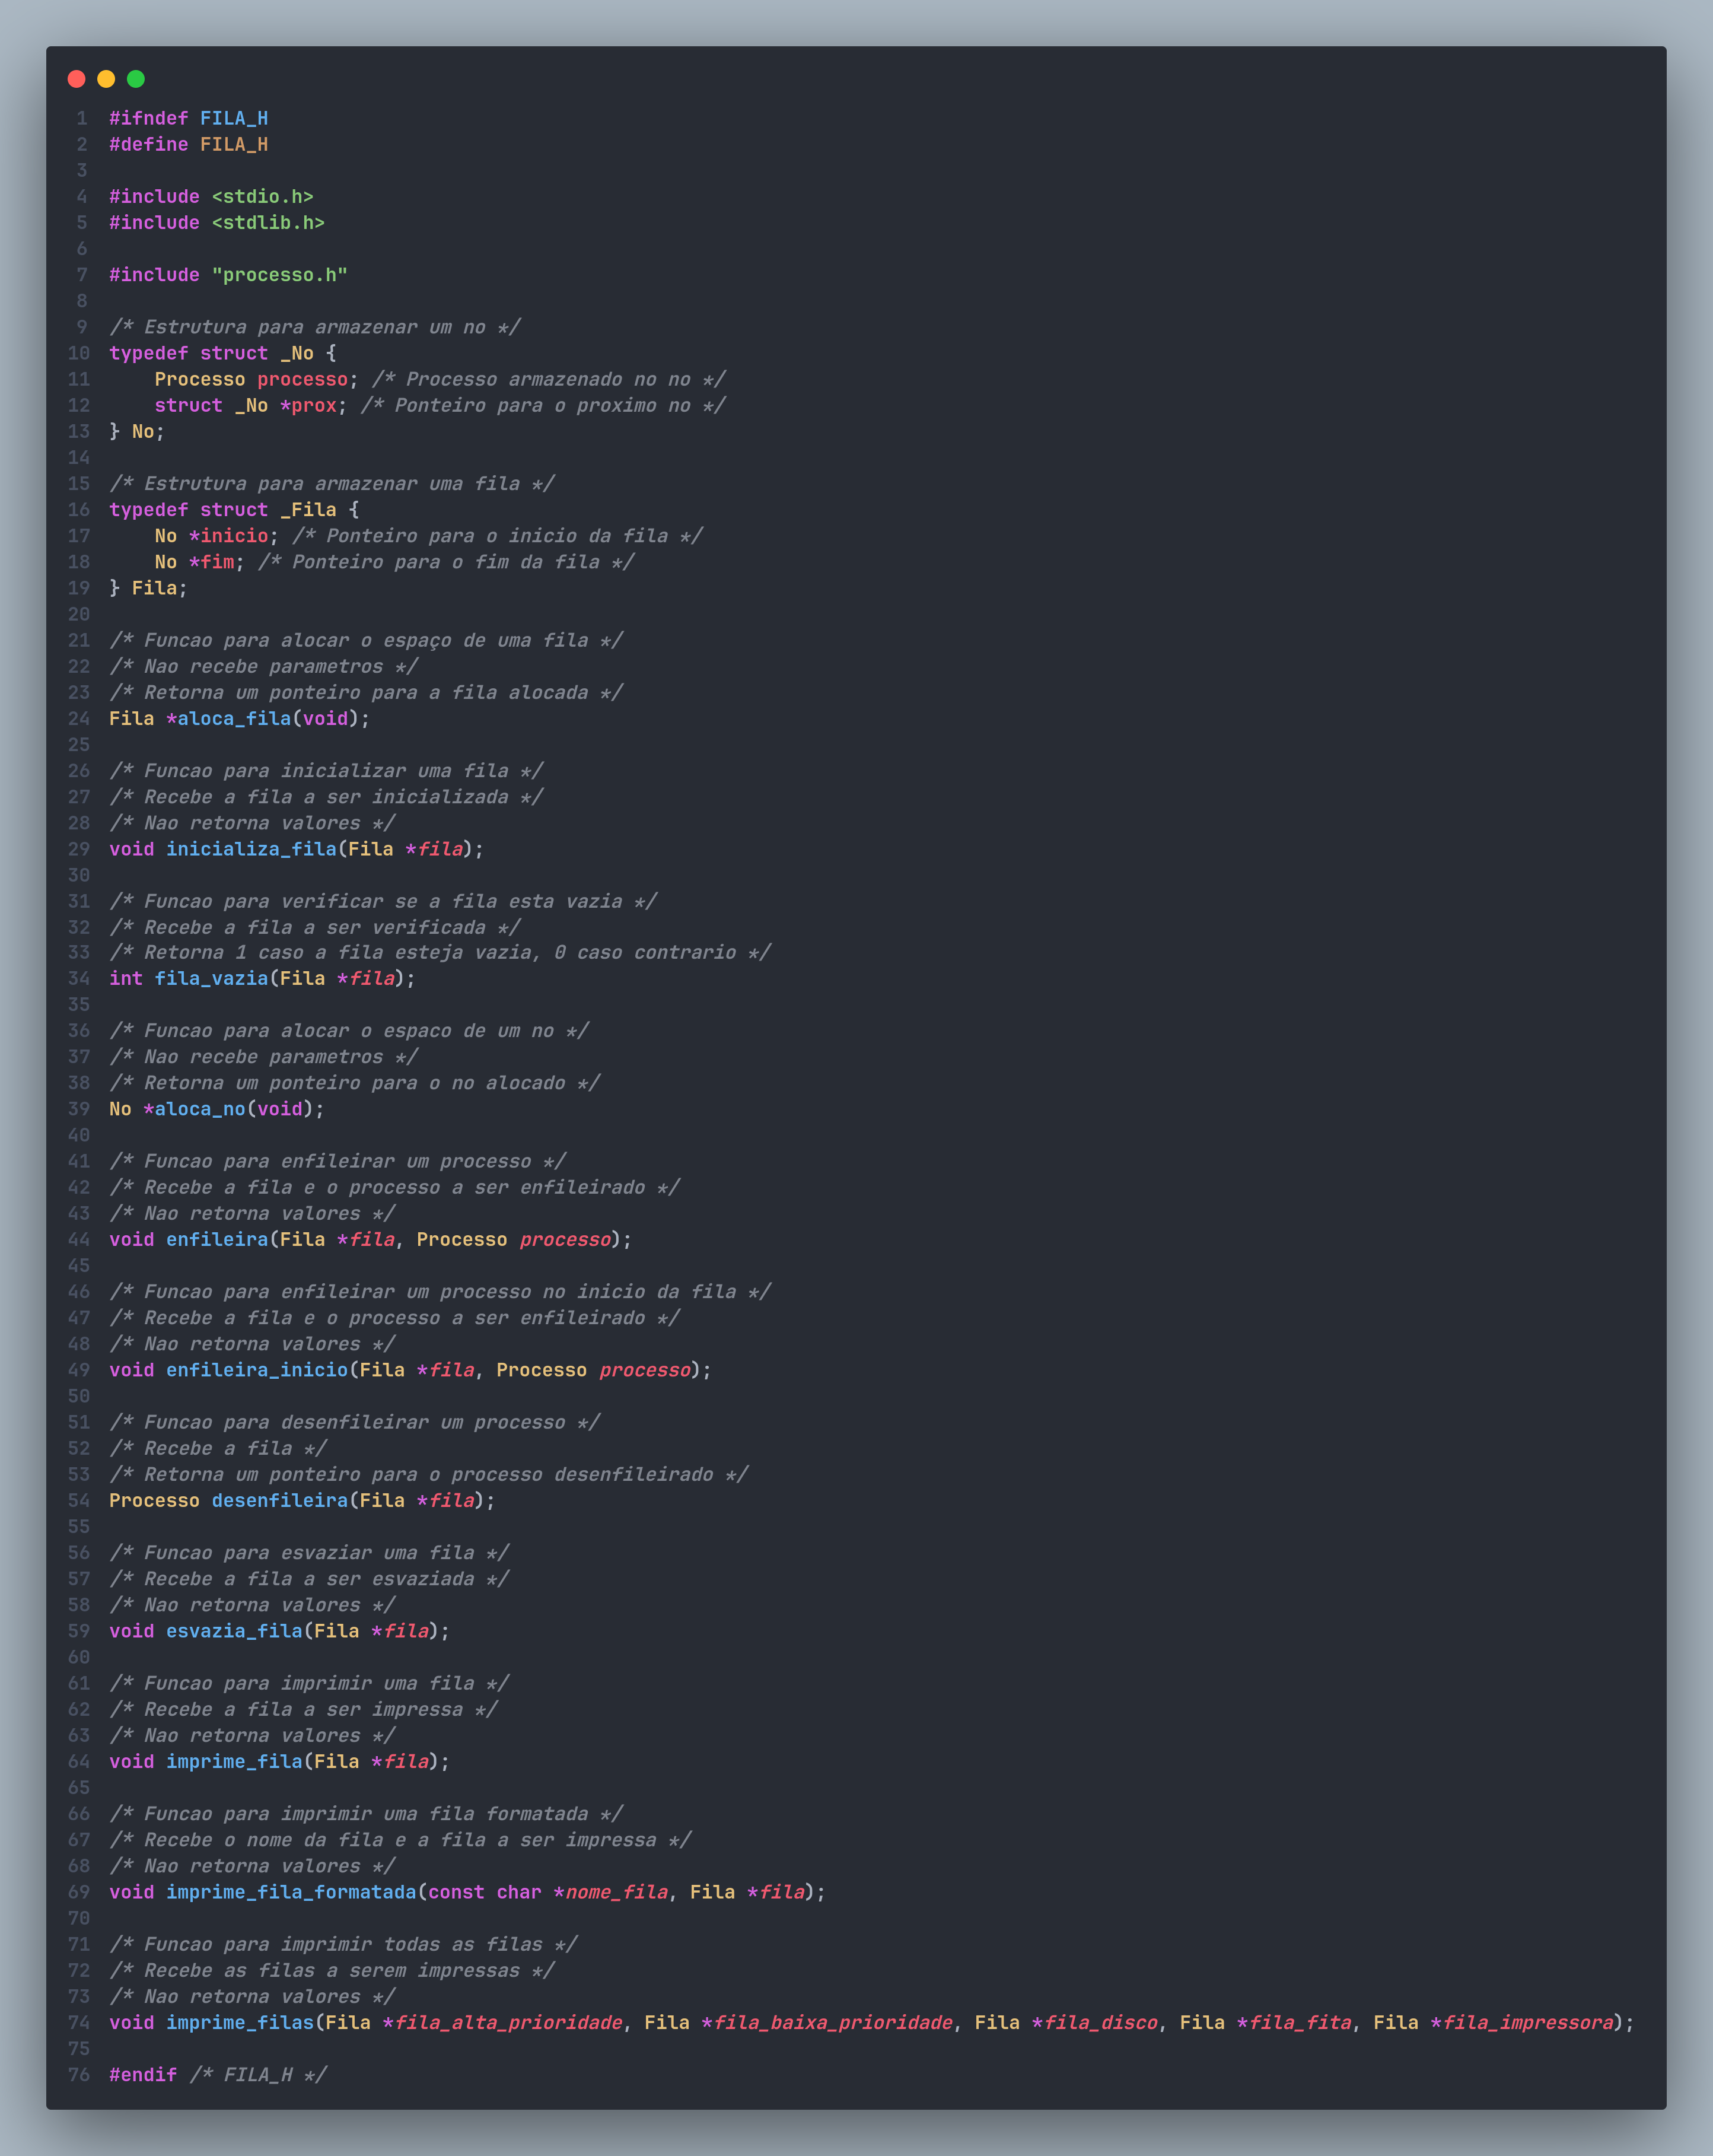 1 #ifndef FILA_H
2 #define FILA_H
3
4 #include <stdio.h>
5 #include <stdlib.h>
6
7 #include "processo.h"
8
9 /* Estrutura para armazenar um no */
10 typedef struct _No {
11     Processo processo; /* Processo armazenado no no */
12     struct _No *prox; /* Ponteiro para o proximo no */
13 } No;
14
15 /* Estrutura para armazenar uma fila */
16 typedef struct _Fila {
17     No *inicio; /* Ponteiro para o inicio da fila */
18     No *fim; /* Ponteiro para o fim da fila */
19 } Fila;
20
21 /* Funcao para alocar o espaço de uma fila */
22 /* Nao recebe parametros */
23 /* Retorna um ponteiro para a fila alocada */
24 Fila *aloca_fila(void);
25
26 /* Funcao para inicializar uma fila */
27 /* Recebe a fila a ser inicializada */
28 /* Nao retorna valores */
29 void inicializa_fila(Fila *fila);
30
31 /* Funcao para verificar se a fila esta vazia */
32 /* Recebe a fila a ser verificada */
33 /* Retorna 1 caso a fila esteja vazia, 0 caso contrario */
34 int fila_vazia(Fila *fila);
35
36 /* Funcao para alocar o espaco de um no */
37 /* Nao recebe parametros */
38 /* Retorna um ponteiro para o no alocado */
39 No *aloca_no(void);
40
41 /* Funcao para enfileirar um processo */
42 /* Recebe a fila e o processo a ser enfileirado */
43 /* Nao retorna valores */
44 void enfileira(Fila *fila, Processo processo);
45
46 /* Funcao para enfileirar um processo no inicio da fila */
47 /* Recebe a fila e o processo a ser enfileirado */
48 /* Nao retorna valores */
49 void enfileira_inicio(Fila *fila, Processo processo);
50
51 /* Funcao para desenfileirar um processo */
52 /* Recebe a fila */
53 /* Retorna um ponteiro para o processo desenfileirado */
54 Processo desenfileira(Fila *fila);
55
56 /* Funcao para esvaziar uma fila */
57 /* Recebe a fila a ser esvaziada */
58 /* Nao retorna valores */
59 void esvazia_fila(Fila *fila);
60
61 /* Funcao para imprimir uma fila */
62 /* Recebe a fila a ser impressa */
63 /* Nao retorna valores */
64 void imprime_fila(Fila *fila);
65
66 /* Funcao para imprimir uma fila formatada */
67 /* Recebe o nome da fila e a fila a ser impressa */
68 /* Nao retorna valores */
69 void imprime_fila_formatada(const char *nome_fila, Fila *fila);
70
71 /* Funcao para imprimir todas as filas */
72 /* Recebe as filas a serem impressas */
73 /* Nao retorna valores */
74 void imprime_filas(Fila *fila_alta_prioridade, Fila *fila_baixa_prioridade, Fila *fila_disco, Fila *fila_fita, Fila *fila_impressora);
75
76 #endif /* FILA_H */